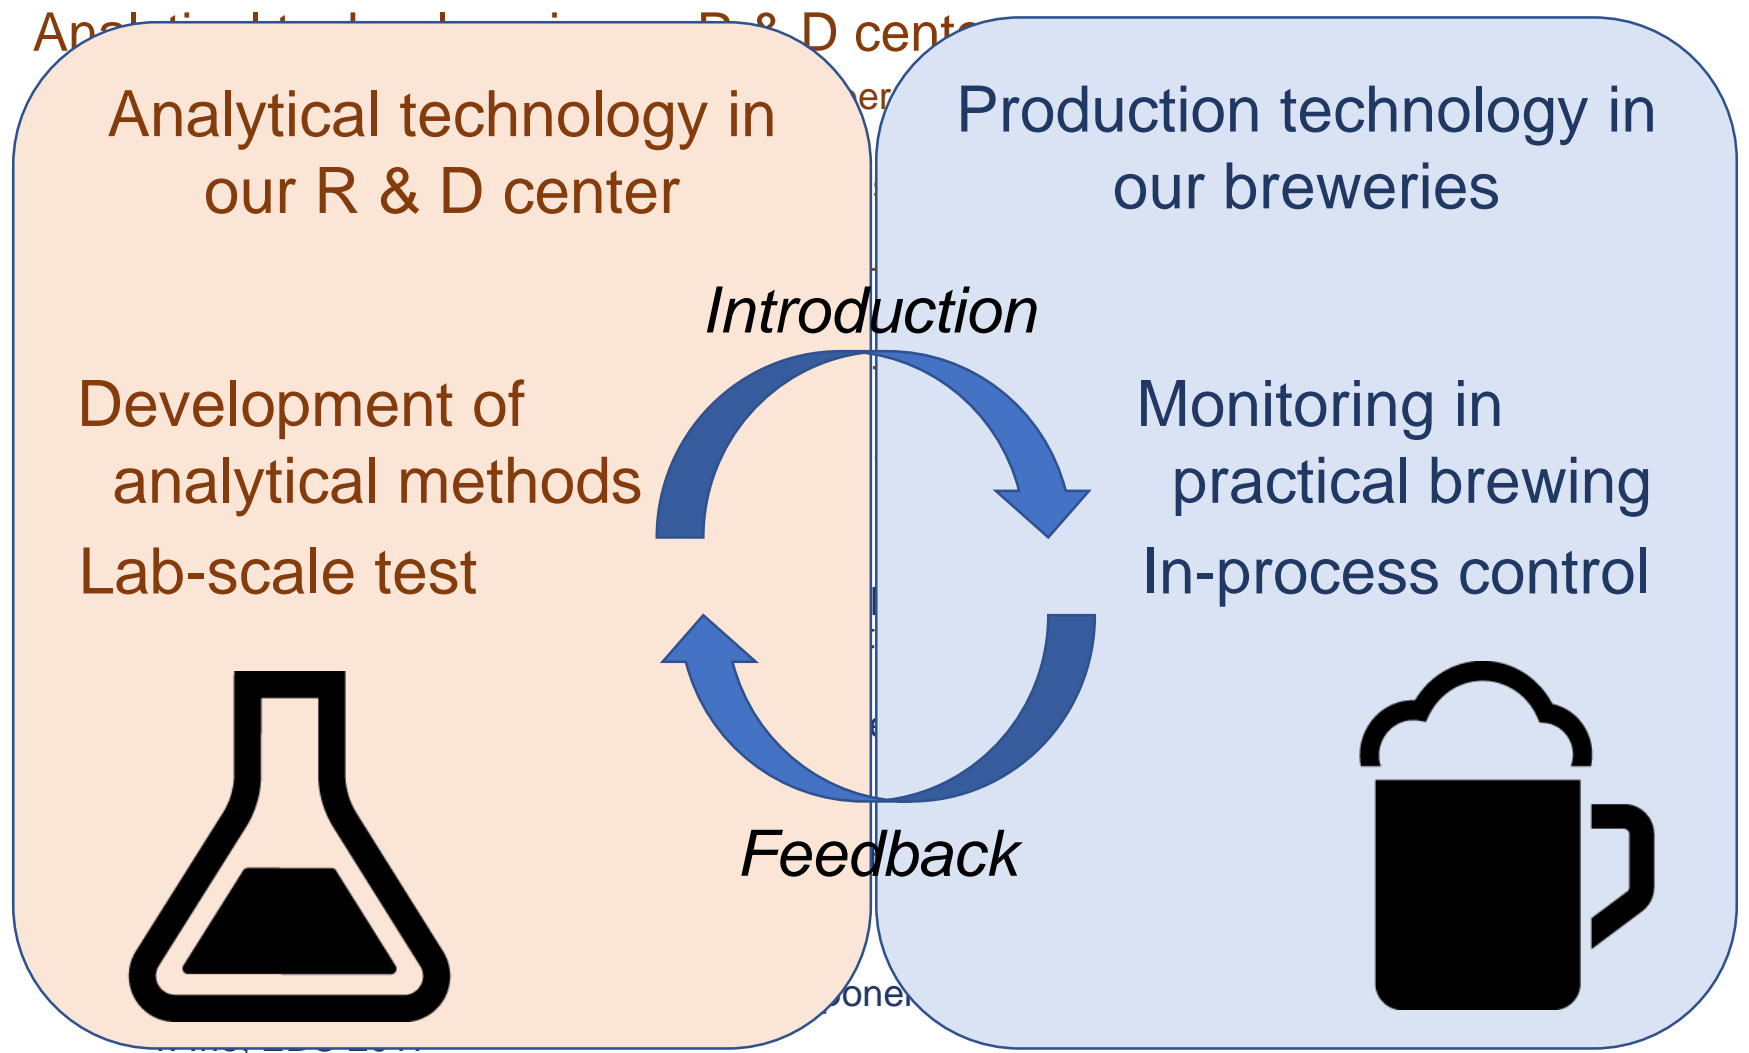 Analytical technology in
our R & D center
Production technology in
our breweries
Introduction
Development of
analytical methods
Lab-scale test
Monitoring in
practical brewing
In-process control
Feedback